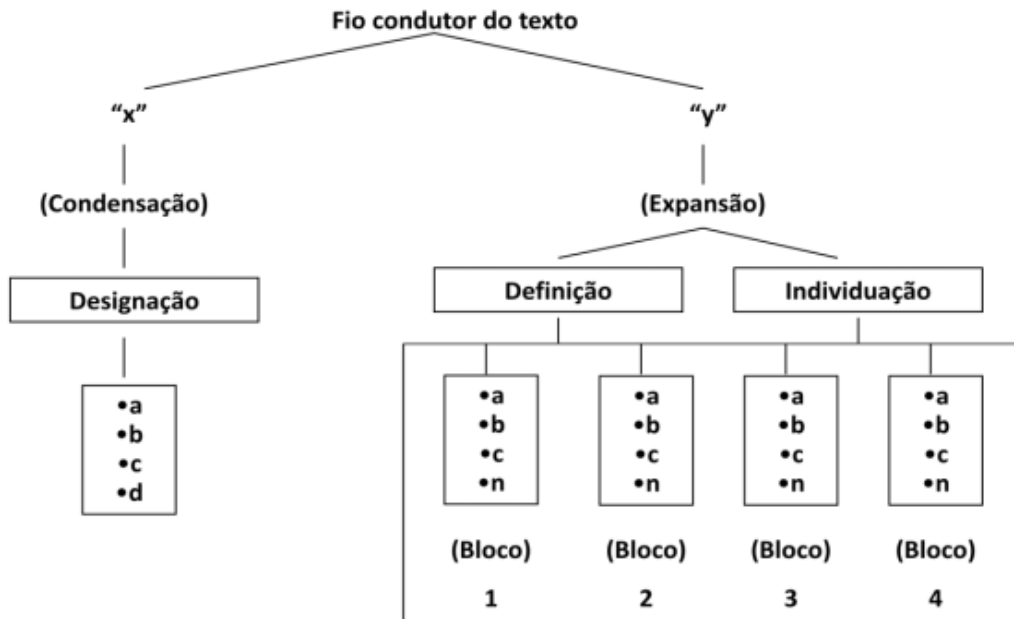 Fio condutor do texto
“x” “y”
(Condensação) (Expansão)
Designação Definição Individuação
•a •a •a •a •a
•b •b •b •b •b
•c •c •c •c •c
•d •n •n •n •n
(Bloco) (Bloco) (Bloco) (Bloco)
1 2 3 4